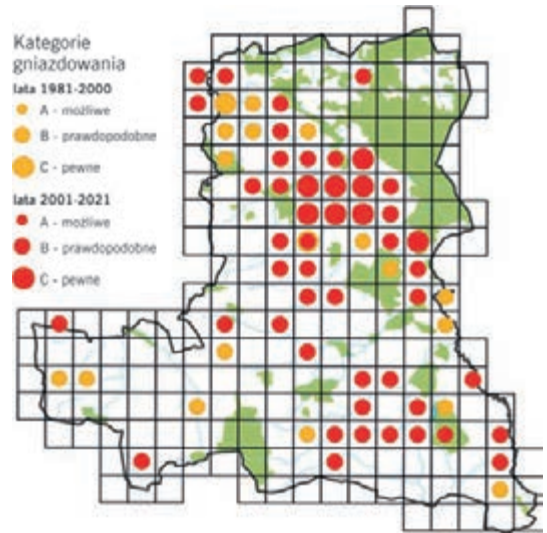 Kategorie
gniazdowania
lata 1981-2000
A - możliwe
B - prawdopodobne
C - pewne
lata 2001-2021
A - możliwe
B - prawdopodobne
C - pewne